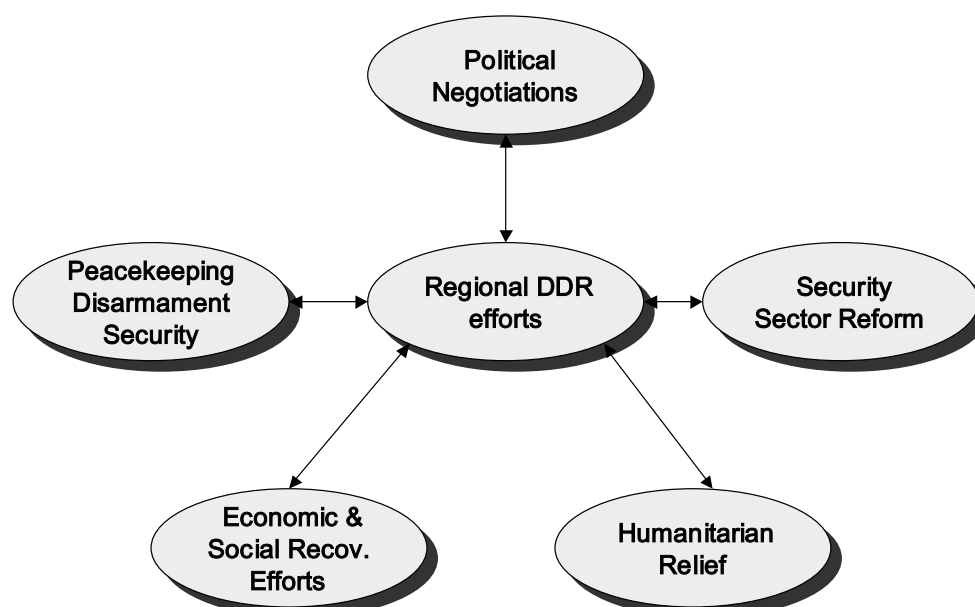 Political
Negotiations
Peacekeeping
Disarmament
Security
Regional DDR
efforts
Security
Sector Reform
Economic &
Social Recov.
Efforts
Humanitarian
Relief